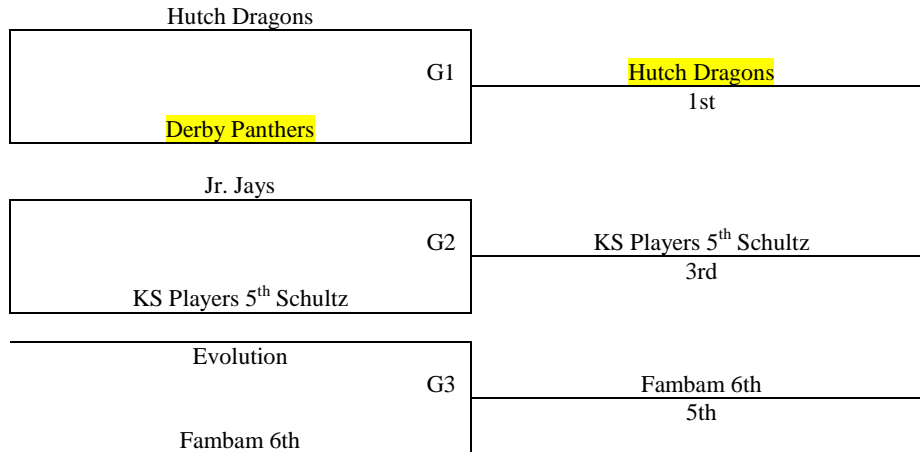 Hutch Dragons
G1
Hutch Dragons
1st
Derby Panthers
Jr. Jays
G2
KS Players 5th Schultz
3rd
KS Players 5th Schultz
Evolution
G3
Fambam 6th
5th
Fambam 6th